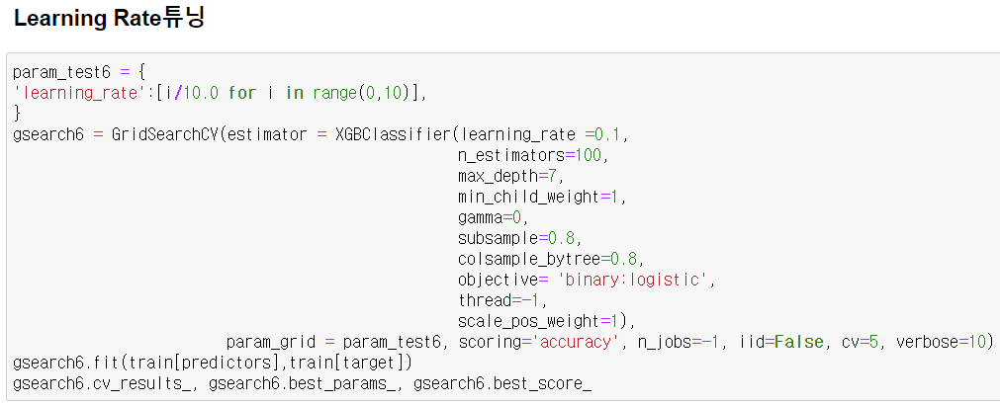 Learning Rate튜닝
param_test6 = {
'learning_rate':[i/10.0 for i in range(0,10)],
}
gsearch6 = GridSearchCV(estimator = XGBClassifier(learning_rate =0.1,
n_estimators=100,
max_depth=7,
min_child_weight=1,
gamma=0,
subsample=0.8,
colsample_bytree=0.8,
objective= 'binary:logistic',
thread=-1,
scale_pos_weight=1),
param_grid = param_test6, scoring='accuracy', n_jobs=-1, iid=False, cv=5, verbose=10)
gsearch6.fit(train[predictors],train[target])
gsearch6.cv_results_, gsearch6.best_params_, gsearch6.best_score_